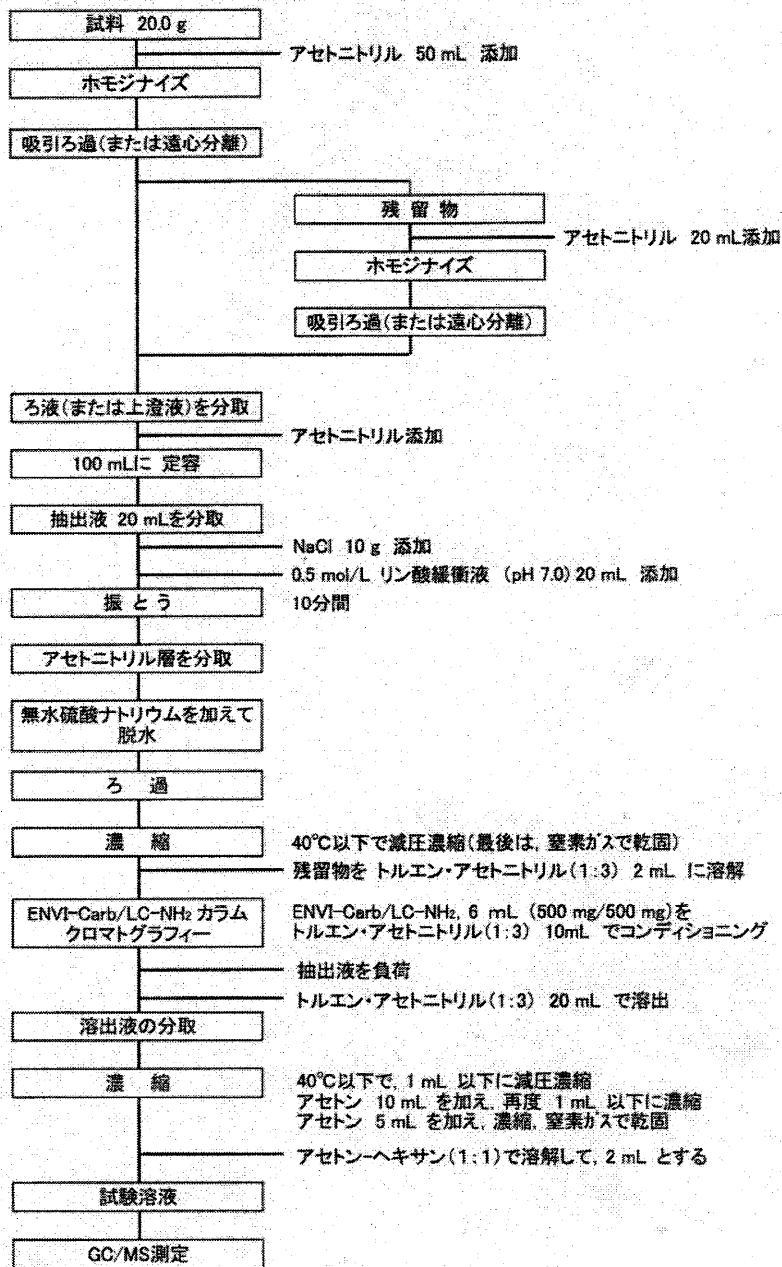 試料 20.0 g
アセトニトリル 50 mL 添加
ホモジナイズ
吸引ろ過(または遠心分離)
残 留 物
アセトニトリル 20 mL添加
ホモジナイズ
吸引ろ過(または遠心分離)
ろ液(または上澄液)を分取
アセトニトリル添加
100 mLに 定容
抽出液 20 mLを分取
NaCl 10 g 添加
0.5 mol/L リン酸緩衝液 (pH 7.0) 20 mL 添加
振 と う
10分間
アセトニトリル層を分取
無水硫酸ナトリウムを加えて
脱水
ろ 過
濃 縮
40℃以下で減圧濃縮(最後は, 窒素ガスで乾固)
残留物を トルエン・アセトニトリル(1:3) 2 mL に溶解
ENVI-Carb/LC-NH₂ カラム
クロマトグラフィー
ENVI-Carb/LC-NH₂, 6 mL (500 mg/500 mg)を
トルエン・アセトニトリル(1:3) 10mL でコンディショニング
抽出液を負荷
トルエン・アセトニトリル(1:3) 20 mL で溶出
溶出液の分取
濃 縮
40℃以下で, 1 mL 以下に減圧濃縮
アセトン 10 mL を加え, 再度 1 mL 以下に濃縮
アセトン 5 mL を加え, 濃縮, 窒素ガスで乾固
アセトン-ヘキサン(1:1)で溶解して, 2 mL とする
試験溶液
GC/MS測定